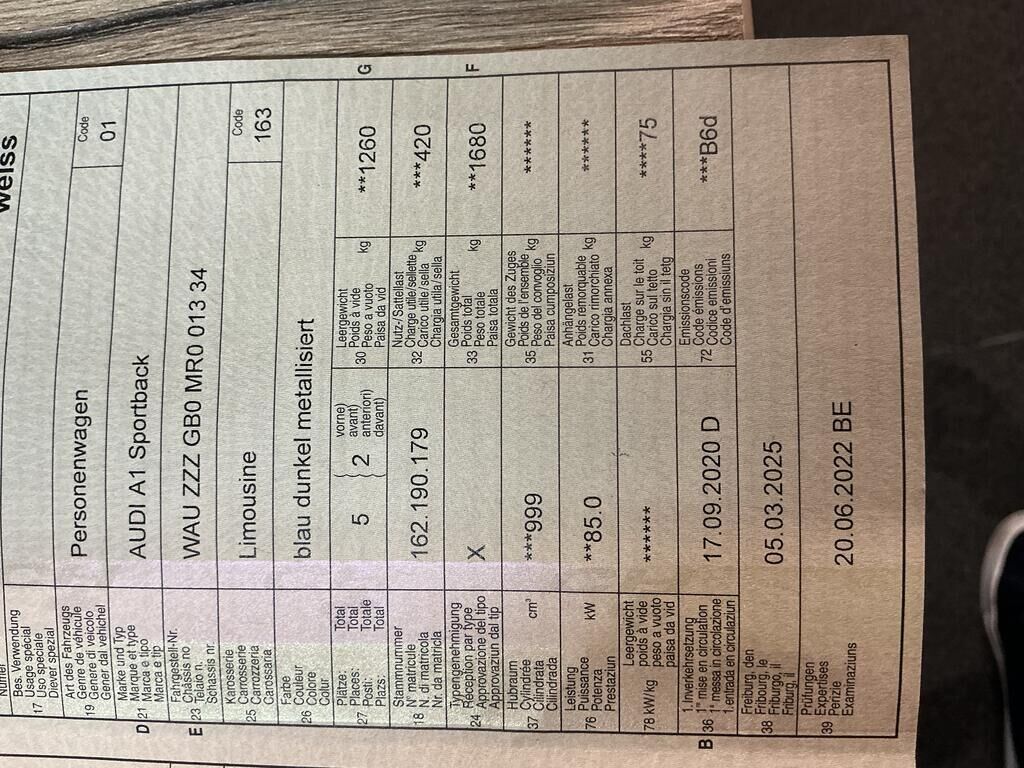 weiss
Bes. Verwendung
Usage spécial
17 Uso speciale
Diever spezial
Art des Fahrzeugs
Genre de véhicule
19 Genere di veicolo
Gener dal vehichel
Personenwagen
Code
01
Marke und Typ
D 21 Marque et type
Marca e tipo
Marca e tip
AUDI A1 Sportback
Fahrgestell-Nr.
E 23 Châssis no
Telaio n.
Schassis nr.
WAU ZZZ GB0 MR0 013 34
Karosserie
25 Carrosserie
Carrozzeria
Carossaria
Limousine
Code
163
Farbe
26 Couleur
Colore
Colur
blau dunkel metallisiert
Plätze: Total
27 Places: Total
Posti: Totale
Plazs: Total
5 } 2
vorne)
avant)
anteriori)
davant)
Leergewicht
30 Poids à vide
Peso a vuoto kg
Paisa da vid
**1260
G
Stammnummer
18 N° matricule
N. di matricola
Nr. da matricla
162.190.179
Nutz-/Sattellast
32 Charge utile/sellette
Carico utile/sella kg
Chargia utila/sella
***420
Typengenehmigung
24 Réception par type
Approvazione del tipo
Approvaziun dal tip
X
Gesamtgewicht
33 Poids total
Peso totale kg
Paisa totala
**1680
F
Hubraum
37 Cylindrée cm³
Cilindrata
Cilindrada
***999
Gewicht des Zuges
35 Poids de l'ensemble
Peso del convoglio kg
Paisa cumposiziun
******
Leistung
76 Puissance kW
Potenza
Prestaziun
**85.0
Anhängelast
31 Poids remorquable
Carico rimorchiato kg
Chargia annexa
******
Leergewicht
78 kW/kg poids à vide
peso a vuoto
paisa da vid
******
Dachlast
55 Charge sur le toit
Carico sul tetto kg
Chargia sin il tetg
****75
1. Inverkehrsetzung
B 36 1re mise en circulation
1a messa in circolazione
1. entrada en circulaziun
17.09.2020 D
Emissionscode
72 Code émissions
Codice emissioni
Code d'emissiuns
***B6d
Freiburg, den
38 Fribourg, le
Friburgo, il
Friburg, il
05.03.2025
Prüfungen
39 Expertises
Perizie
Examinaziuns
20.06.2022 BE